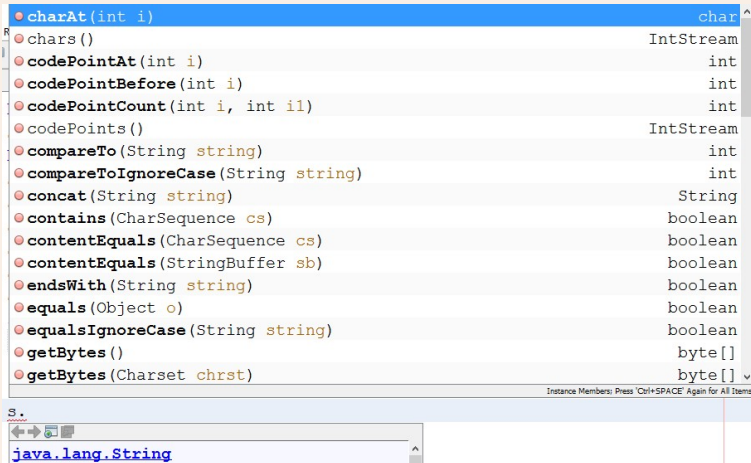 charAt(int i) char
chars() IntStream
codePointAt(int i) int
codePointBefore(int i) int
codePointCount(int i, int i1) int
codePoints() IntStream
compareTo(String string) int
compareToIgnoreCase(String string) int
concat(String string) String
contains(CharSequence cs) boolean
contentEquals(CharSequence cs) boolean
contentEquals(StringBuffer sb) boolean
endsWith(String string) boolean
equals(Object o) boolean
equalsIgnoreCase(String string) boolean
getBytes() byte[]
getBytes(Charset chrst) byte[]
Instance Members; Press 'Ctrl+SPACE' Again for All Items
s.
java.lang.String